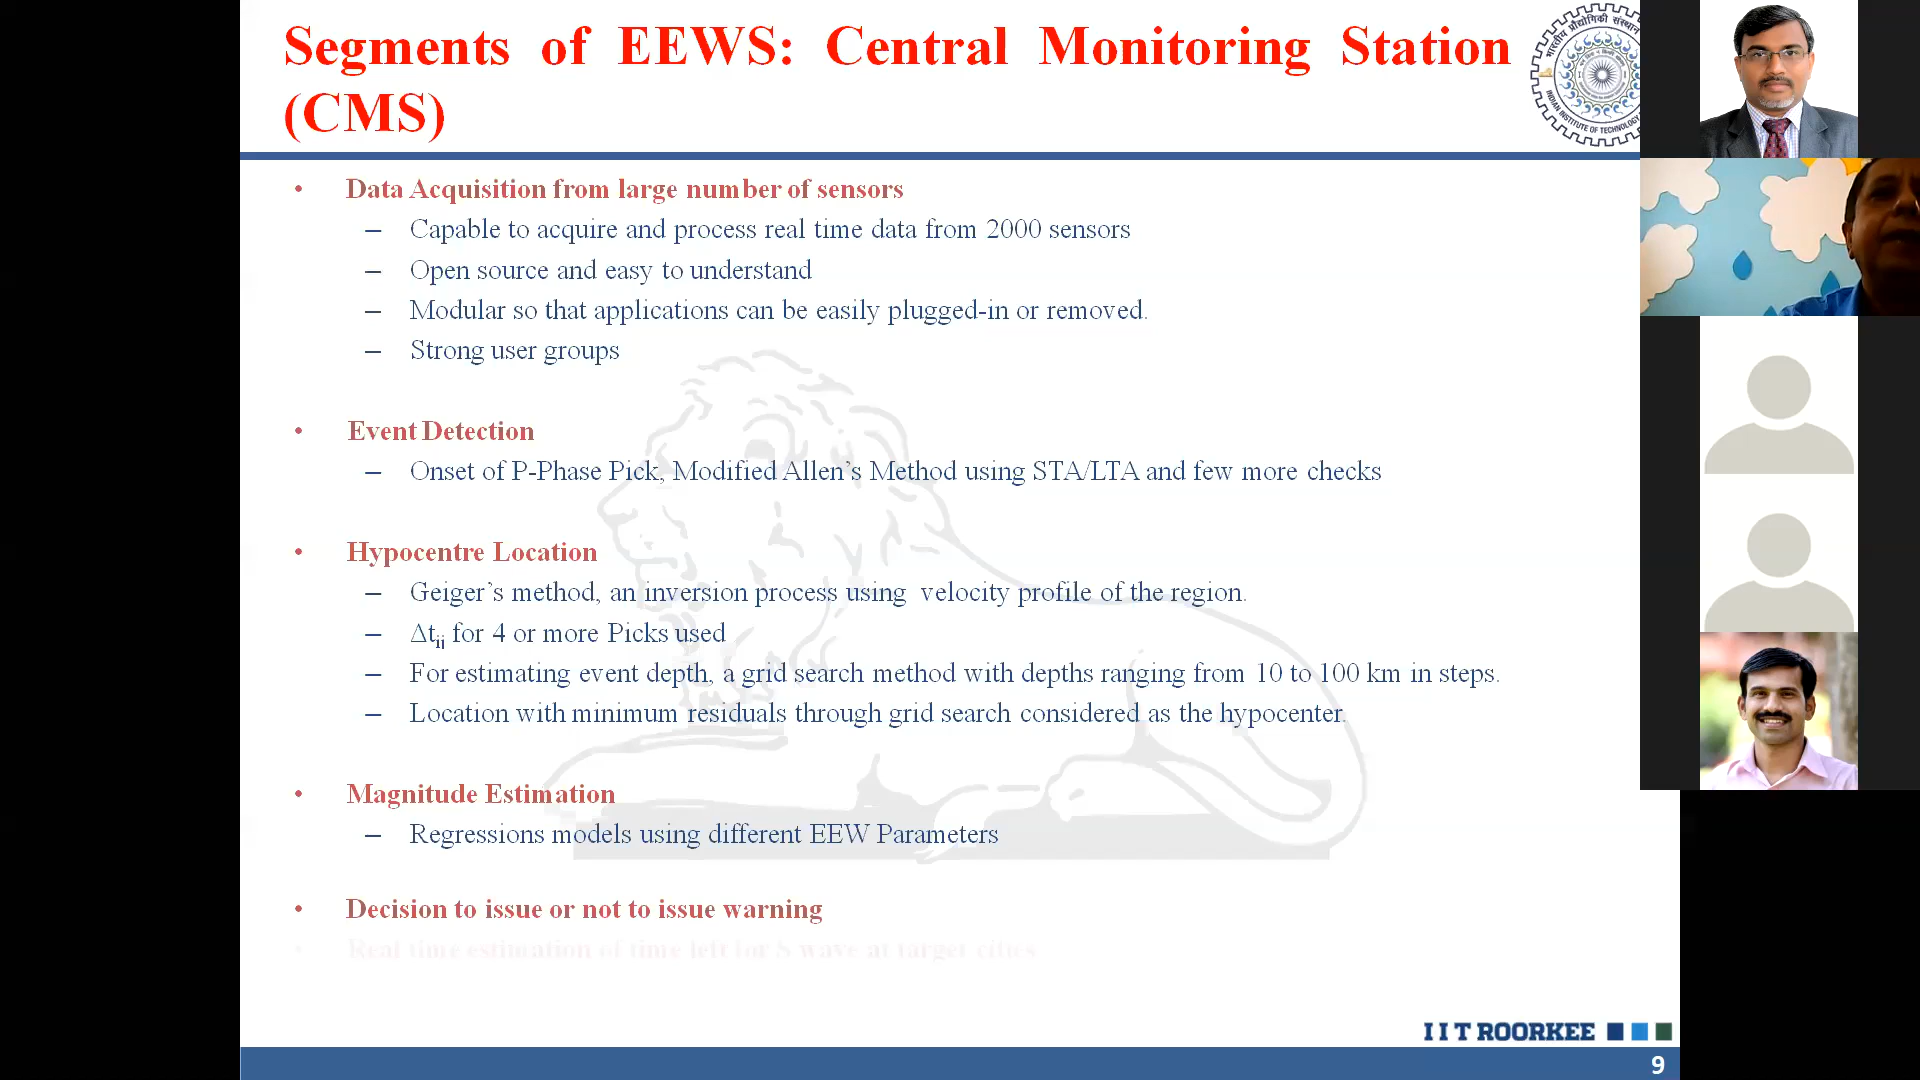 Segments of EEWS: Central Monitoring Station
(CMS)
• Data Acquisition from large number of sensors
– Capable to acquire and process real time data from 2000 sensors
– Open source and easy to understand
– Modular so that applications can be easily plugged-in or removed.
– Strong user groups
• Event Detection
– Onset of P-Phase Pick, Modified Allen’s Method using STA/LTA and few more checks
• Hypocentre Location
– Geiger’s method, an inversion process using velocity profile of the region.
– Δtij for 4 or more Picks used
– For estimating event depth, a grid search method with depths ranging from 10 to 100 km in steps.
– Location with minimum residuals through grid search considered as the hypocenter.
• Magnitude Estimation
– Regressions models using different EEW Parameters
• Decision to issue or not to issue warning
• Real time estimation of time left for S wave at target cities
I I T ROORKEE
9